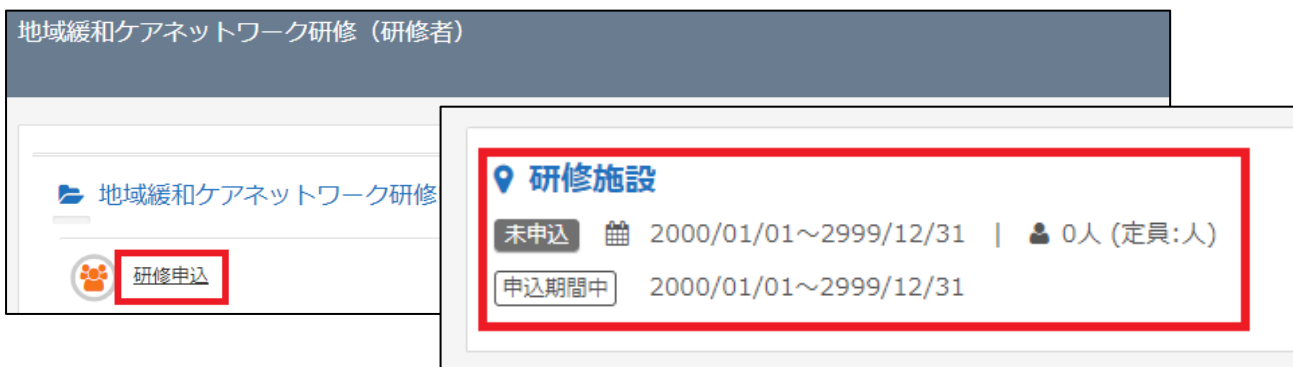 地域緩和ケアネットワーク研修（研修者）
地域緩和ケアネットワーク研修
研修申込
研修施設
未申込 2000/01/01～2999/12/31 | 0人 (定員:人)
申込期間中 2000/01/01～2999/12/31